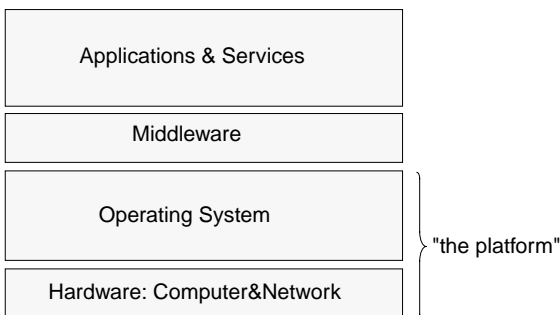 Applications & Services
Middleware
Operating System
"the platform"
Hardware: Computer&Network